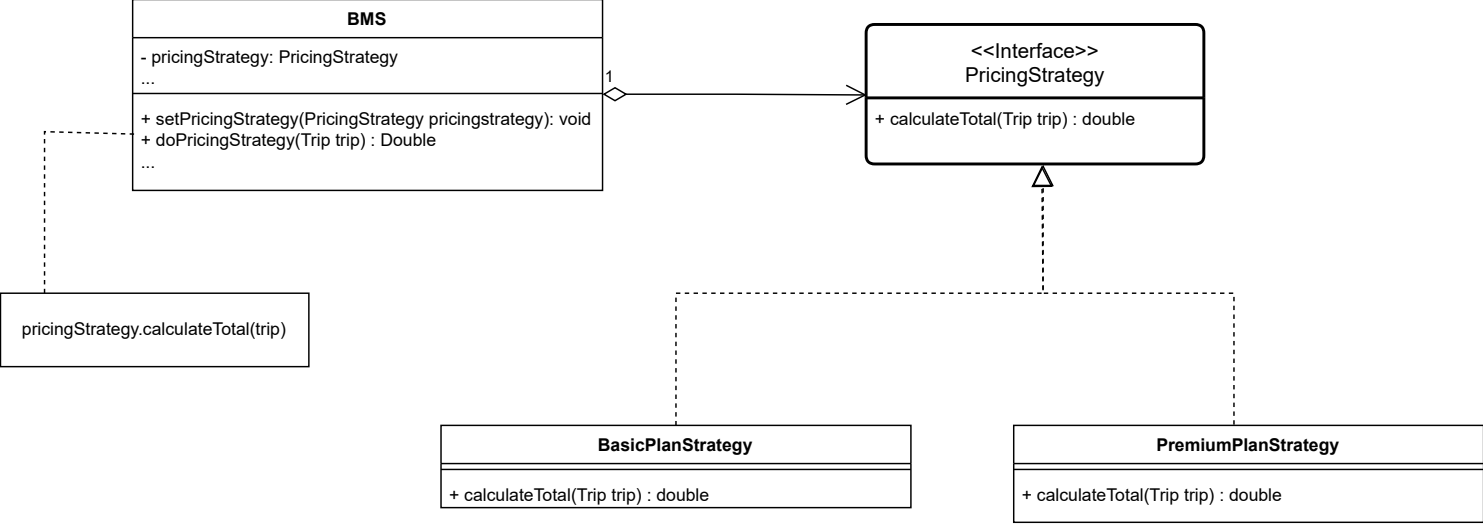 BMS
- pricingStrategy: PricingStrategy
...
1
+ setPricingStrategy(PricingStrategy pricingstrategy): void
+ doPricingStrategy(Trip trip) : Double
...
<<Interface>>
PricingStrategy
+ calculateTotal(Trip trip) : double
pricingStrategy.calculateTotal(trip)
BasicPlanStrategy
+ calculateTotal(Trip trip) : double
PremiumPlanStrategy
+ calculateTotal(Trip trip) : double